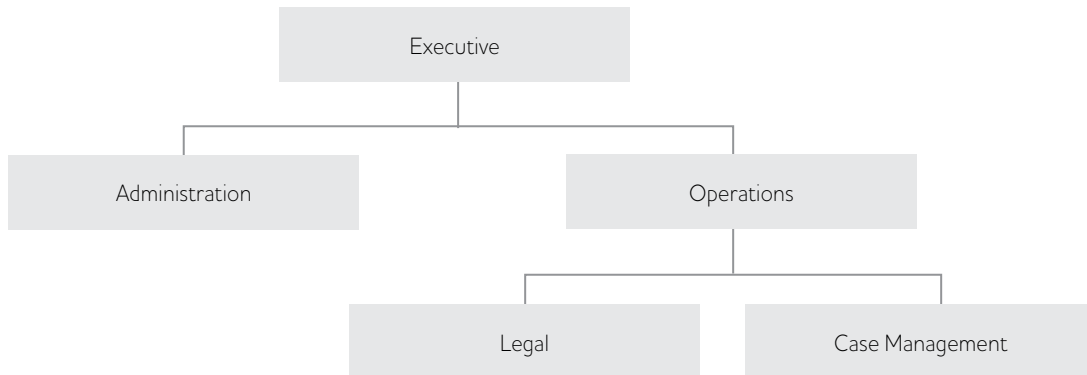 Executive
Administration
Operations
Legal
Case Management